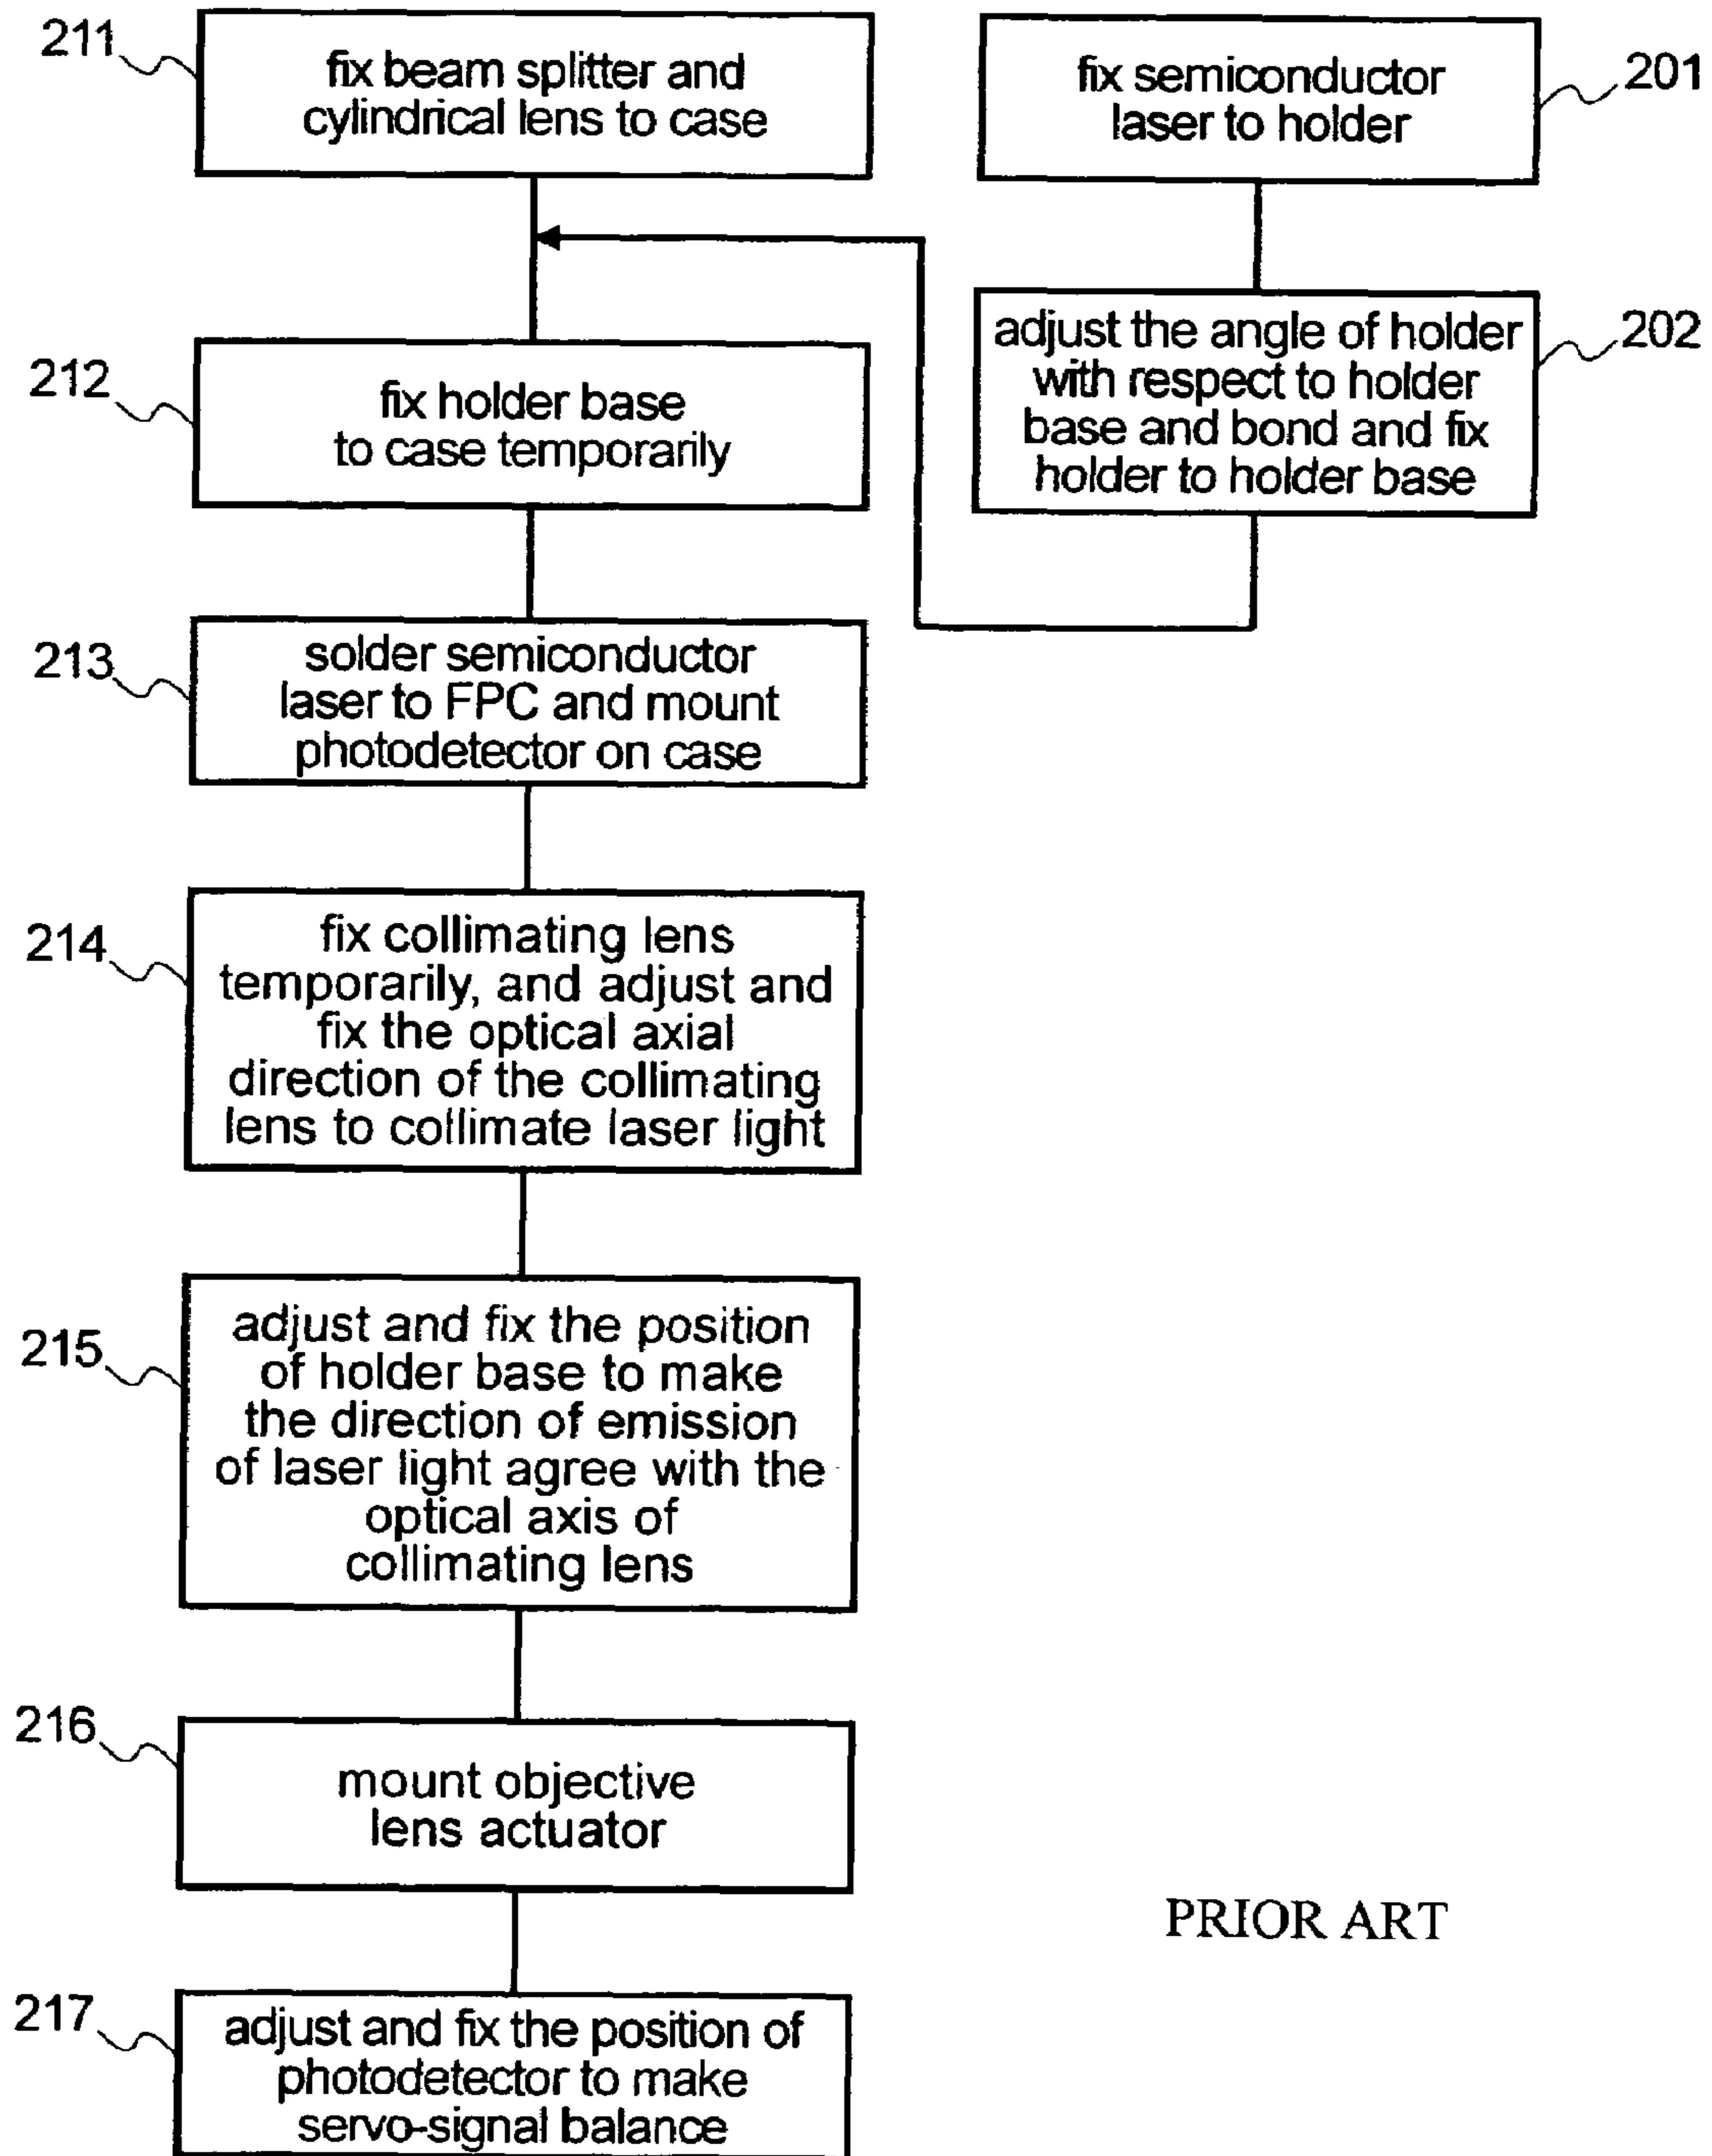 211
fix beam splitter and
cylindrical lens to case
fix semiconductor
laser to holder
201
adjust the angle of holder
with respect to holder
base and bond and fix
holder to holder base
202
212
fix holder base
to case temporarily
213
solder semiconductor
laser to FPC and mount
photodetector on case
214
fix collimating lens
temporarily, and adjust and
fix the optical axial
direction of the collimating
lens to collimate laser light
215
adjust and fix the position
of holder base to make
the direction of emission
of laser light agree with the
optical axis of
collimating lens
216
mount objective
lens actuator
PRIOR ART
217
adjust and fix the position of
photodetector to make
servo-signal balance